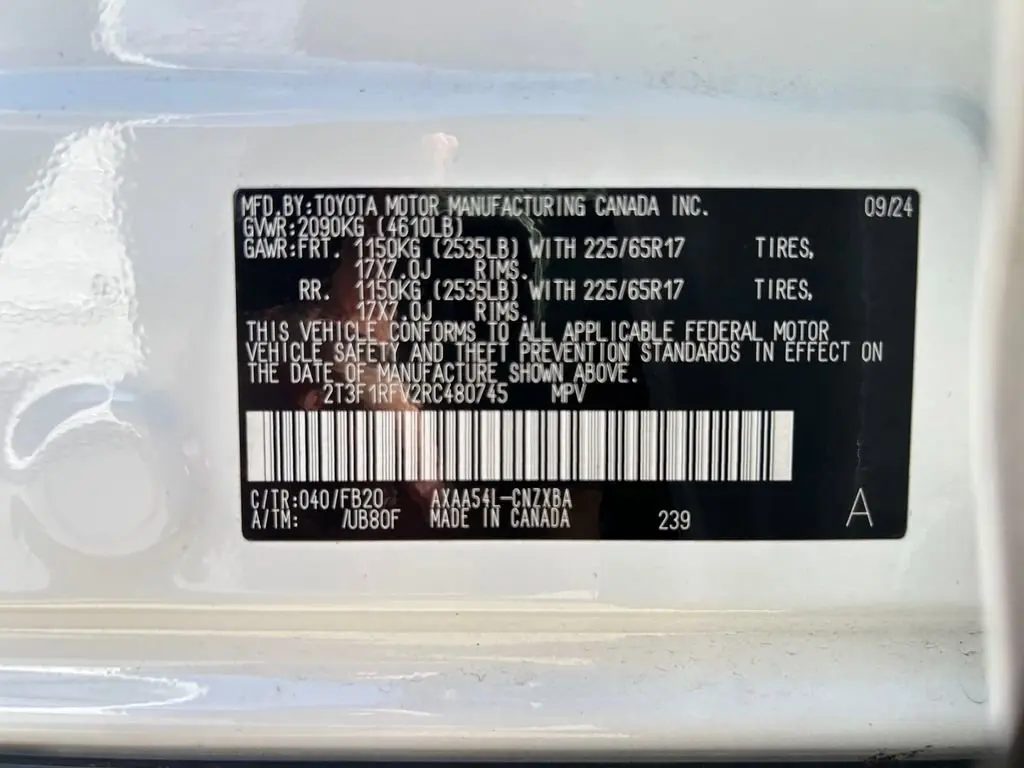 MFD.BY:TOYOTA MOTOR MANUFACTURING CANADA INC. 09/24
GVWR:2090KG (4610LB)
GAWR:FRT. 1150KG (2535LB) WITH 225/65R17 TIRES,
17X7.0J RIMS.
RR. 1150KG (2535LB) WITH 225/65R17 TIRES,
17X7.0J RIMS.
THIS VEHICLE CONFORMS TO ALL APPLICABLE FEDERAL MOTOR
VEHICLE SAFETY AND THEFT PREVENTION STANDARDS IN EFFECT ON
THE DATE OF MANUFACTURE SHOWN ABOVE.
2T3F1RFV2RC480745 MPV
C/TR:040/FB20 AXAA54L-CNZXBA
A/TM: /UB80F MADE IN CANADA 239 A